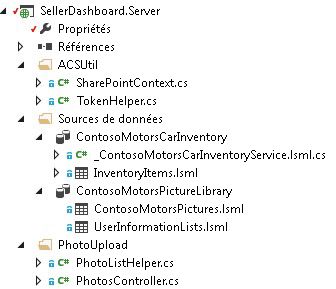 SellerDashboard.Server
Propriétés
Références
ACSUtil
SharePointContext.cs
TokenHelper.cs
Sources de données
ContosoMotorsCarInventory
_ContosoMotorsCarInventoryService.lsml.cs
InventoryItems.lsml
ContosoMotorsPictureLibrary
ContosoMotorsPictures.lsml
UserInformationLists.lsml
PhotoUpload
PhotoListHelper.cs
PhotosController.cs